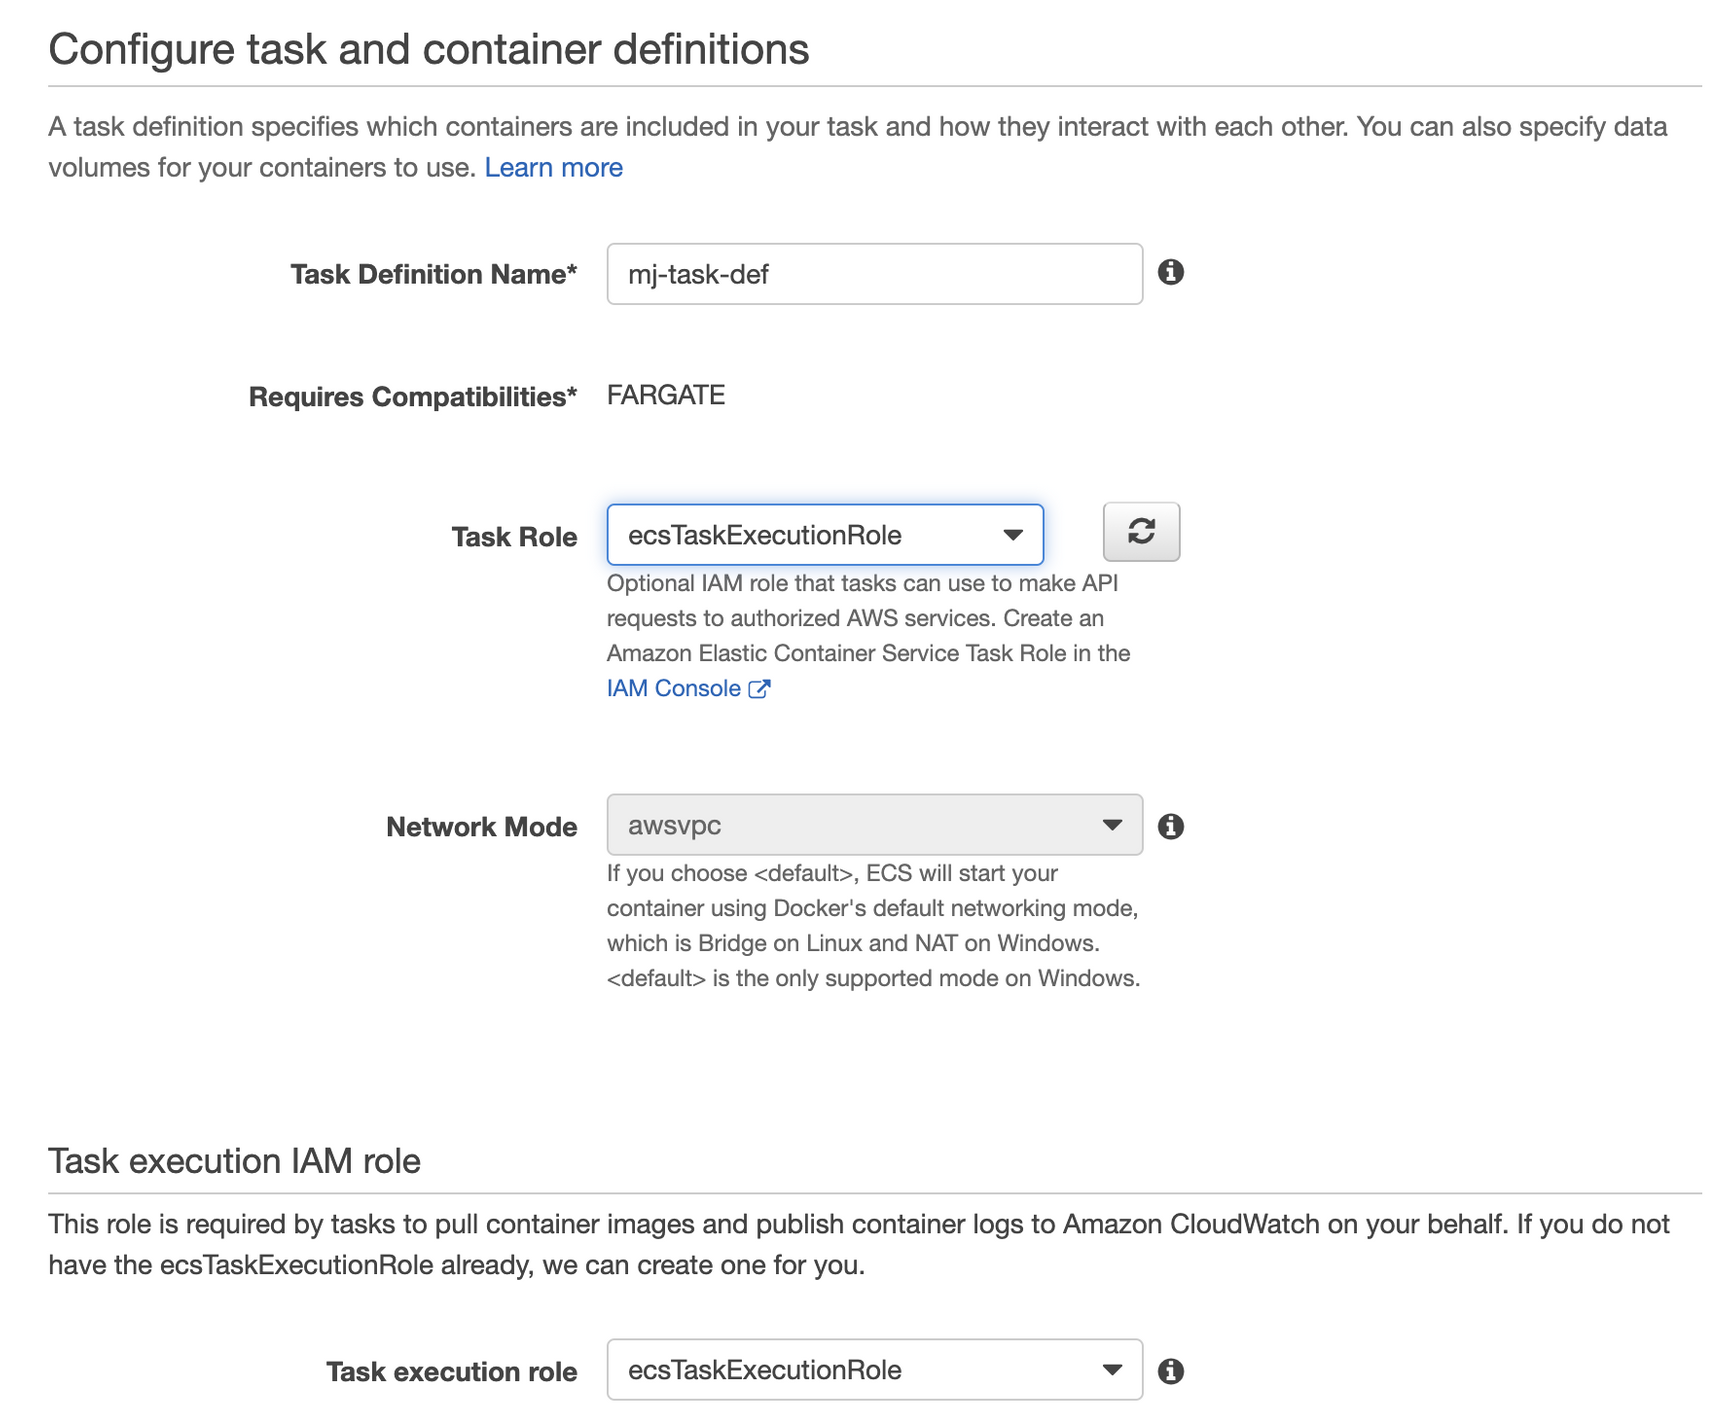 Configure task and container definitions
A task definition specifies which containers are included in your task and how they interact with each other. You can also specify data
volumes for your containers to use. Learn more
Task Definition Name*
mj-task-def
Requires Compatibilities*
FARGATE
Task Role
ecsTaskExecutionRole
Optional IAM role that tasks can use to make API
requests to authorized AWS services. Create an
Amazon Elastic Container Service Task Role in the
IAM Console
Network Mode
awsvpc
If you choose <default>, ECS will start your
container using Docker's default networking mode,
which is Bridge on Linux and NAT on Windows.
<default> is the only supported mode on Windows.
Task execution IAM role
This role is required by tasks to pull container images and publish container logs to Amazon CloudWatch on your behalf. If you do not
have the ecsTaskExecutionRole already, we can create one for you.
Task execution role
ecsTaskExecutionRole